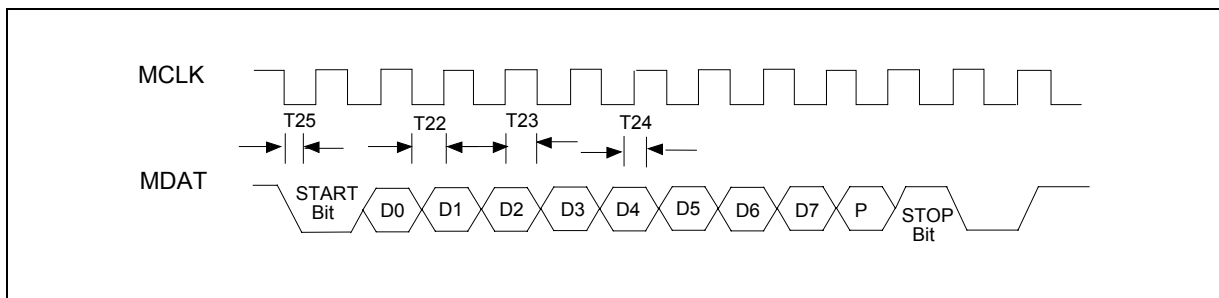 MCLK
T25
T22
T23
T24
MDAT
START
Bit
D0
D1
D2
D3
D4
D5
D6
D7
P
STOP
Bit